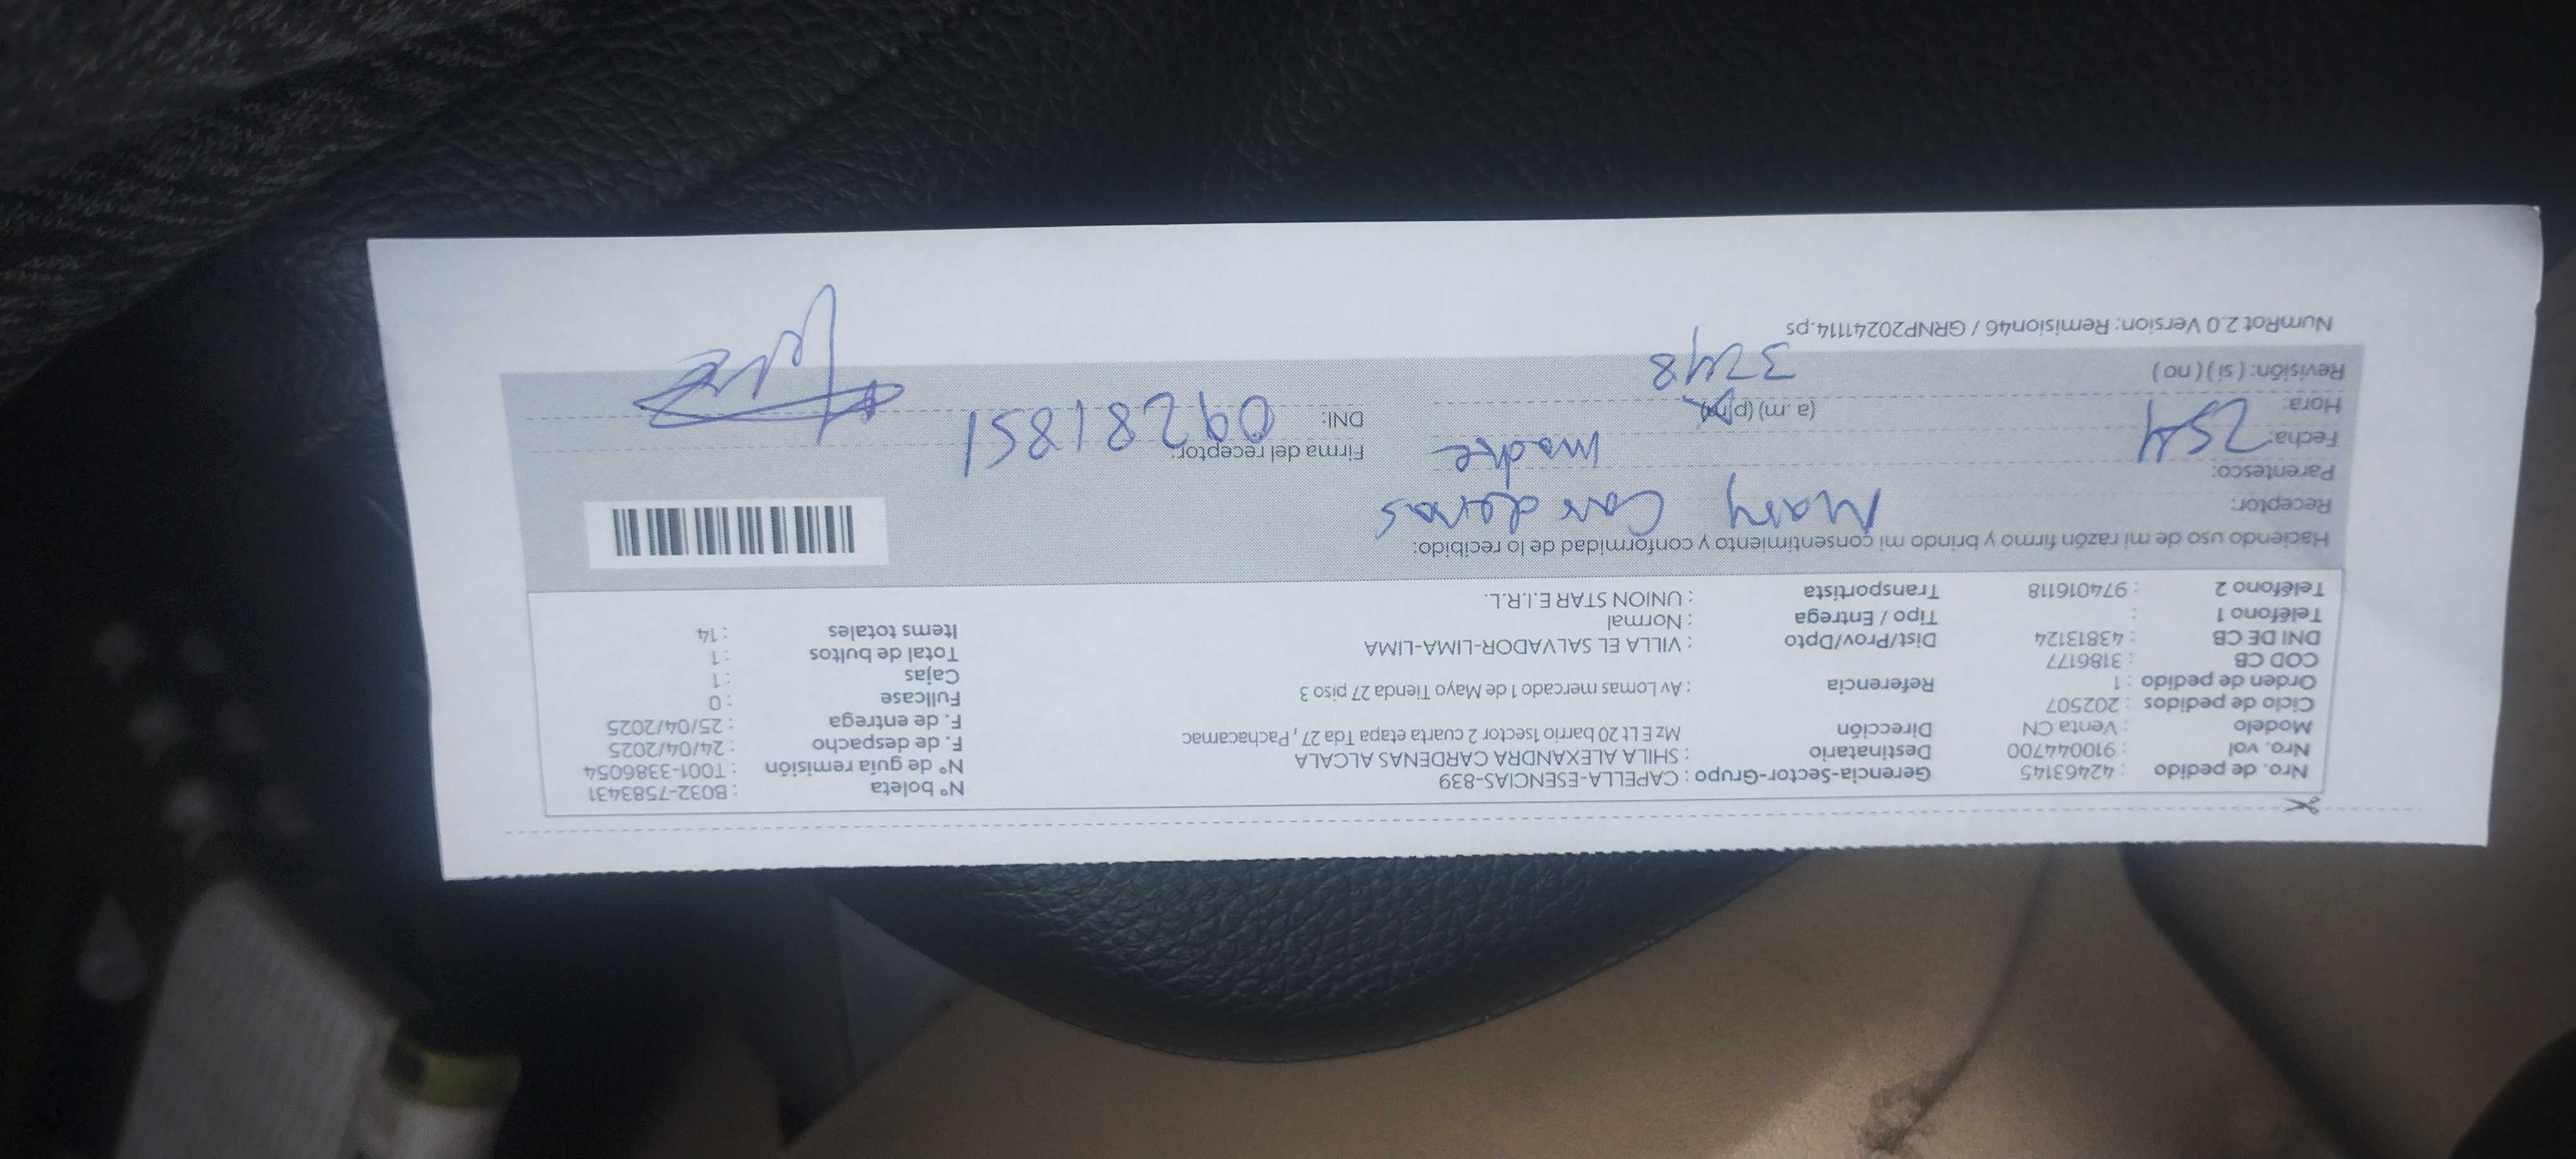 Nro. de pedido : 42463145 Gerencia-Sector-Grupo : CAPELLA-ESENCIAS-839 N° boleta : B032-7583431
Nro. vol : 910044700 Destinatario : SHILA ALEXANDRA CARDENAS ALCALA N° de guía remisión : T001-3386054
Modelo : Venta CN Dirección Mz E Lt 20 barrio 1sector 2 cuarta etapa Tda 27 , Pachacamac F. de despacho : 24/04/2025
Ciclo de pedidos : 202507 F. de entrega : 25/04/2025
Orden de pedido : 1 Referencia : Av Lomas mercado 1 de Mayo Tienda 27 piso 3 Fullcase : 0
COD CB : 3186177 Cajas : 1
DNI DE CB : 43813124 Dist/Prov/Dpto : VILLA EL SALVADOR-LIMA-LIMA Total de bultos : 1
Teléfono 1 : Tipo / Entrega : Normal Items totales : 14
Teléfono 2 : 974016118 Transportista : UNION STAR E.I.R.L.
Haciendo uso de mi razón firmo y brindo mi consentimiento y conformidad de lo recibido:
Receptor: Mary Cardenas
Parentesco: madre Firma del receptor:
Fecha: 254
Hora: (a. m) (p.m) DNI: 09281851
Revisión: ( si ) ( no ) 3248
NumRot 2.0 Version: Remision46 / GRNP20241114.ps